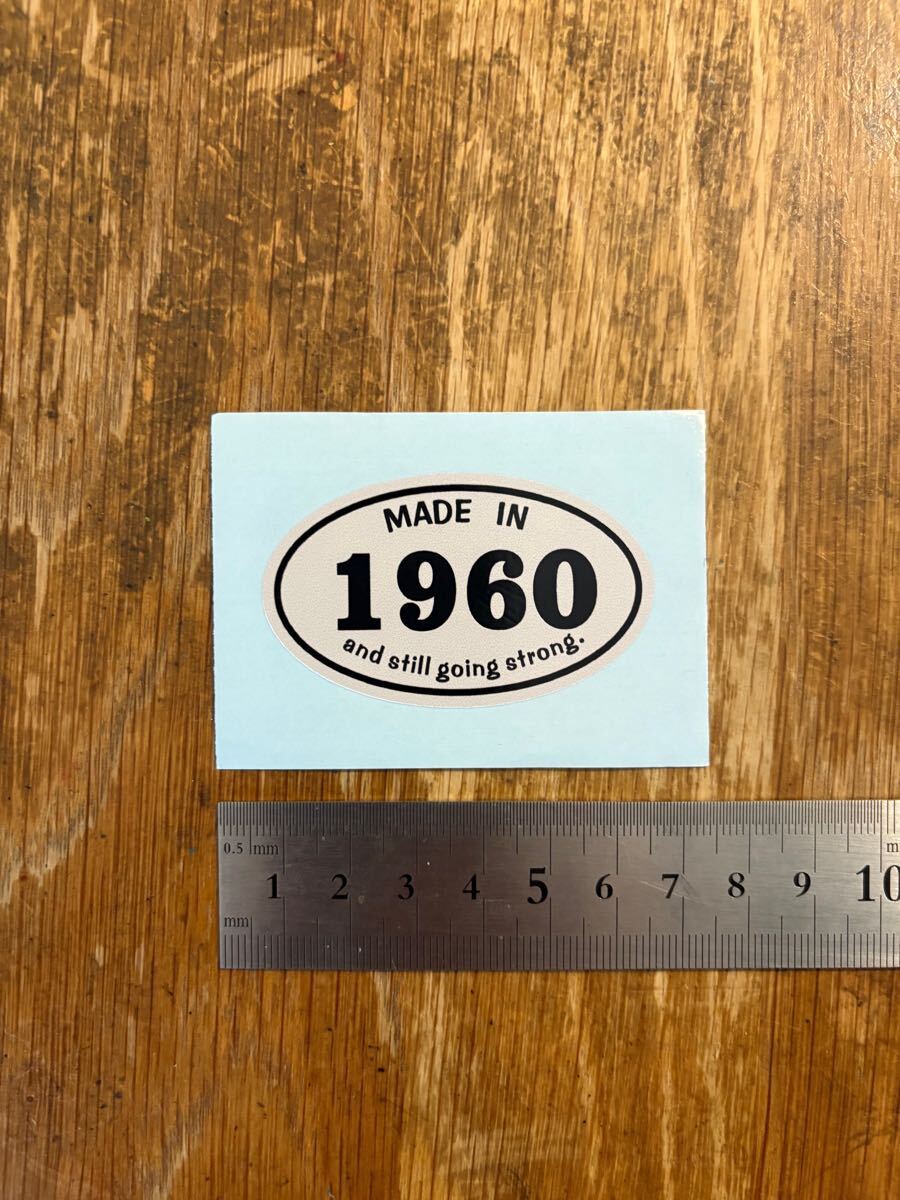 MADE IN
1960
and still going strong.
0.5 mm m
1 2 3 4 5 6 7 8 9 10
mm